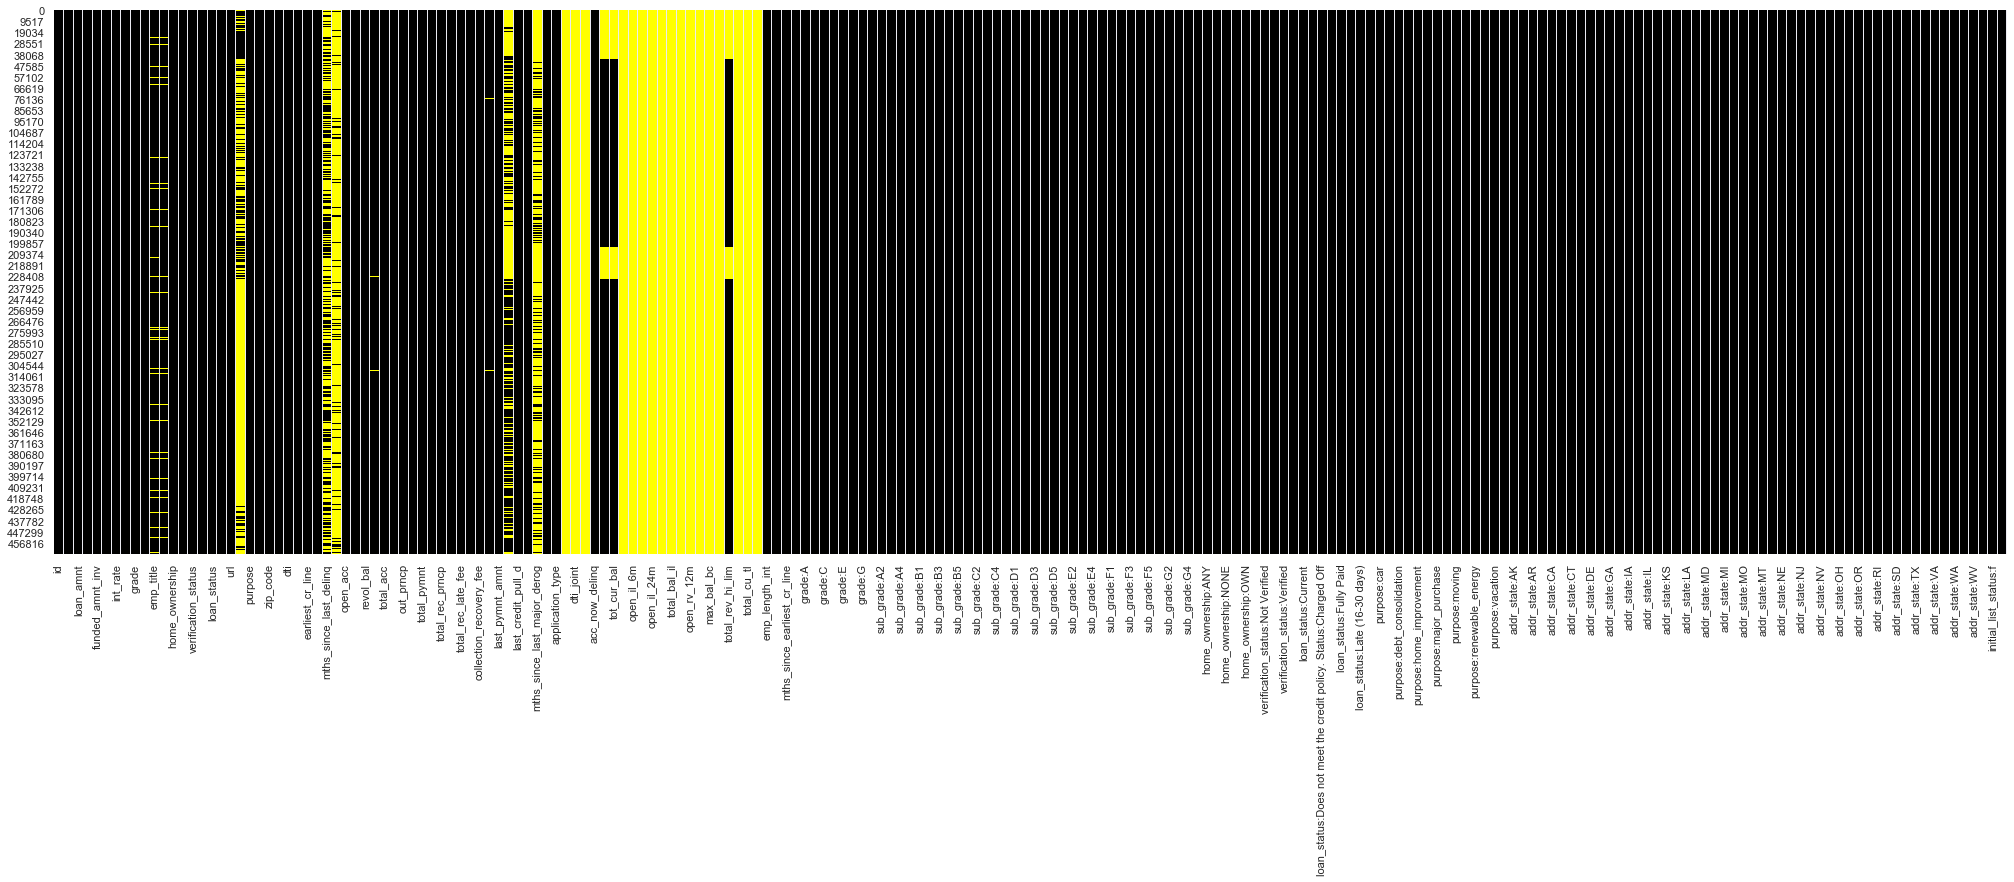 0
9517
19034
28551
38068
47585
57102
66619
76136
85653
95170
104687
114204
123721
133238
142755
152272
161789
171306
180823
190340
199857
209374
218891
228408
237925
247442
256959
266476
275993
285510
295027
304544
314061
323578
333095
342612
352129
361646
371163
380680
390197
399714
409231
418748
428265
437782
447299
456816
id
loan_amnt
funded_amnt_inv
int_rate
grade
emp_title
home_ownership
verification_status
loan_status
url
purpose
zip_code
dti
earliest_cr_line
mths_since_last_delinq
open_acc
revol_bal
total_acc
out_prncp
total_pymnt
total_rec_prncp
total_rec_late_fee
collection_recovery_fee
last_pymnt_amnt
last_credit_pull_d
mths_since_last_major_derog
application_type
dti_joint
acc_now_delinq
tot_cur_bal
open_il_6m
open_il_24m
total_bal_il
open_rv_12m
max_bal_bc
total_rev_hi_lim
total_cu_tl
emp_length_int
mths_since_earliest_cr_line
grade:A
grade:C
grade:E
grade:G
sub_grade:A2
sub_grade:A4
sub_grade:B1
sub_grade:B3
sub_grade:B5
sub_grade:C2
sub_grade:C4
sub_grade:D1
sub_grade:D3
sub_grade:D5
sub_grade:E2
sub_grade:E4
sub_grade:F1
sub_grade:F3
sub_grade:F5
sub_grade:G2
sub_grade:G4
home_ownership:ANY
home_ownership:NONE
home_ownership:OWN
verification_status:Not Verified
verification_status:Verified
loan_status:Current
loan_status:Does not meet the credit policy. Status:Charged Off
loan_status:Fully Paid
loan_status:Late (16-30 days)
purpose:car
purpose:debt_consolidation
purpose:home_improvement
purpose:major_purchase
purpose:moving
purpose:renewable_energy
purpose:vacation
addr_state:AK
addr_state:AR
addr_state:CA
addr_state:CT
addr_state:DE
addr_state:GA
addr_state:IA
addr_state:IL
addr_state:KS
addr_state:LA
addr_state:MD
addr_state:MI
addr_state:MO
addr_state:MT
addr_state:NE
addr_state:NJ
addr_state:NV
addr_state:OH
addr_state:OR
addr_state:RI
addr_state:SD
addr_state:TX
addr_state:VA
addr_state:WA
addr_state:WV
initial_list_status:f